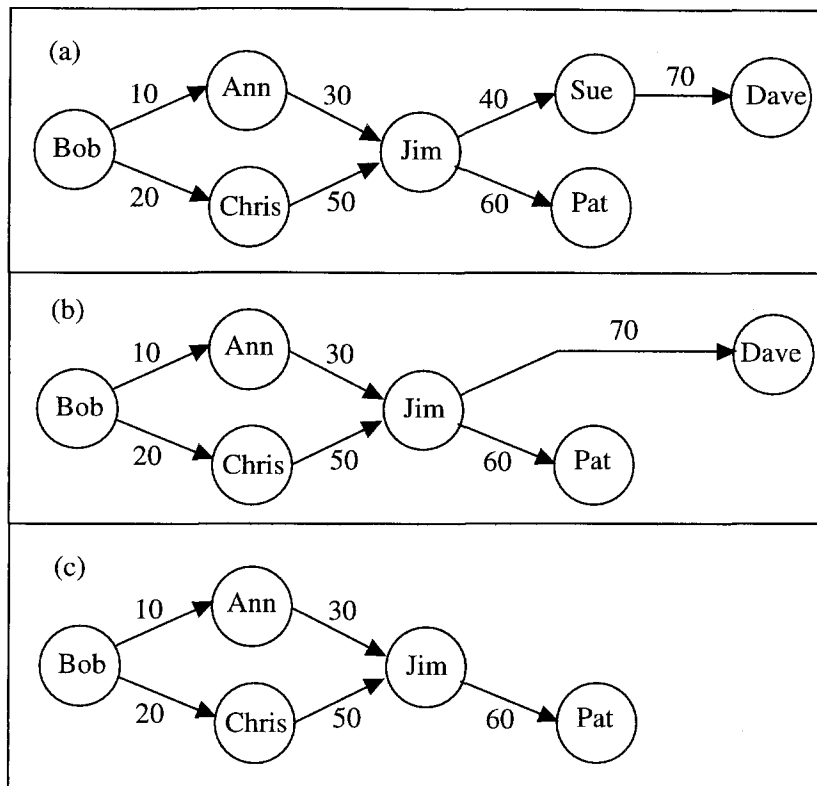 (a)
10 Ann 30 40 Sue 70 Dave
Bob Jim
20 Chris 50 60 Pat
(b)
10 Ann 30 70 Dave
Bob Jim
20 Chris 50 60 Pat
(c)
10 Ann 30
Bob Jim
20 Chris 50 60 Pat